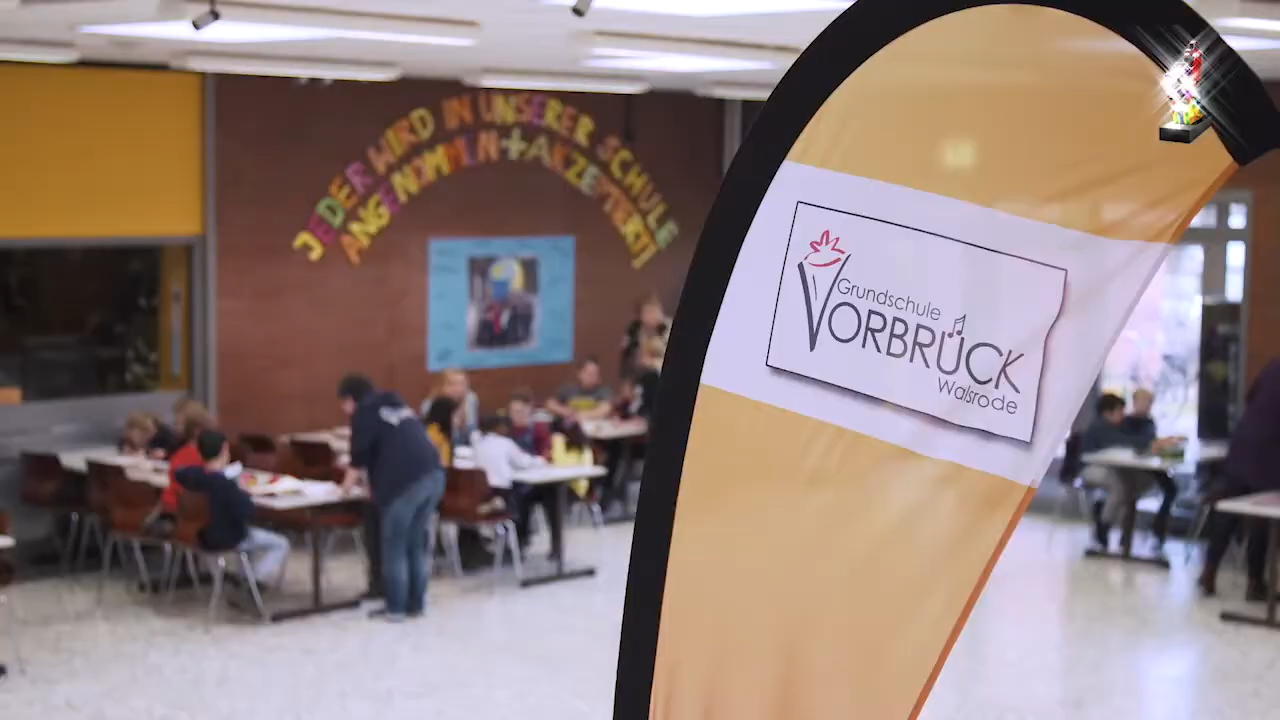 JEDER WIRD IN UNSERER SCHULE
ANGENOMMEN + AKZEPTIERT!
Grundschule
VORBRÜCK
Walsrode